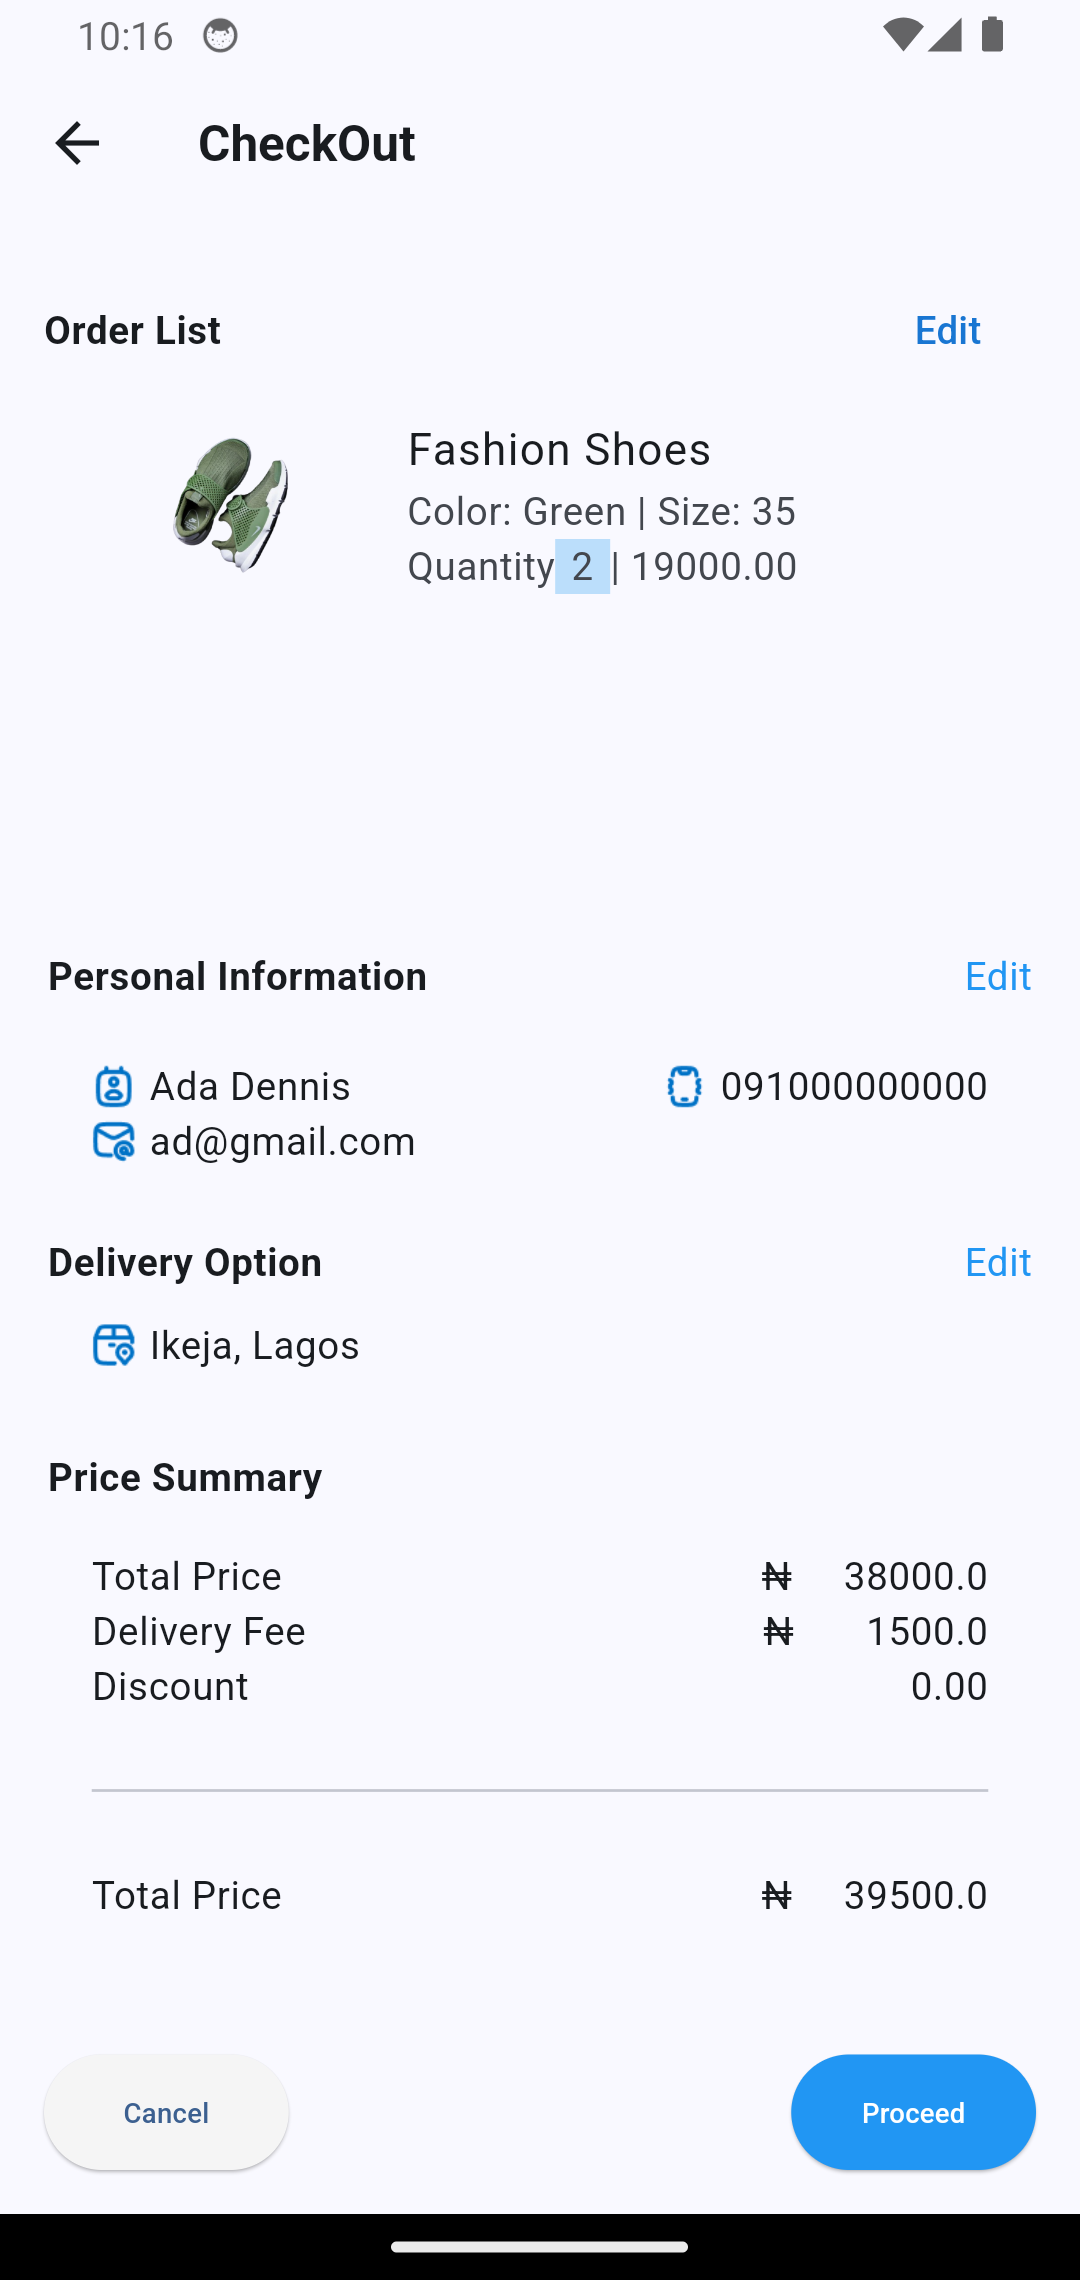 10:16
CheckOut
Order List Edit
Fashion Shoes
Color: Green | Size: 35
Quantity 2 | 19000.00
Personal Information Edit
Ada Dennis 091000000000
ad@gmail.com
Delivery Option Edit
Ikeja, Lagos
Price Summary
Total Price ₦ 38000.0
Delivery Fee ₦ 1500.0
Discount 0.00
Total Price ₦ 39500.0
Cancel Proceed